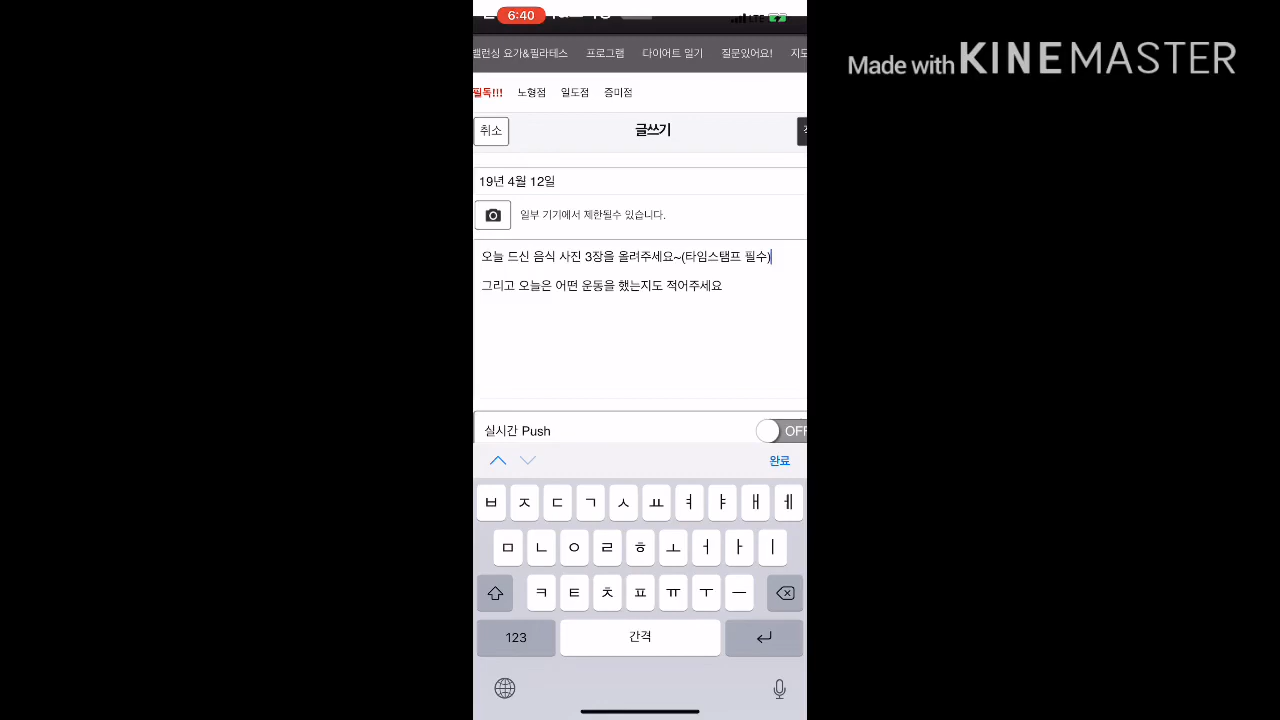 6:40
LTE
밸런싱 요가&필라테스 프로그램 다이어트 일기 질문있어요!
필독!!! 노형점 일도점 증미점
취소 글쓰기
19년 4월 12일
일부 기기에서 제한될수 있습니다.
오늘 드신 음식 사진 3장을 올려주세요~(타임스탬프 필수)
그리고 오늘은 어떤 운동을 했는지도 적어주세요
실시간 Push OFF
완료
ㅂ ㅈ ㄷ ㄱ ㅅ ㅛ ㅕ ㅑ ㅐ ㅔ
ㅁ ㄴ ㅇ ㄹ ㅎ ㅗ ㅓ ㅏ ㅣ
ㅋ ㅌ ㅊ ㅍ ㅠ ㅜ ㅡ
123 간격
Made with KINEMASTER